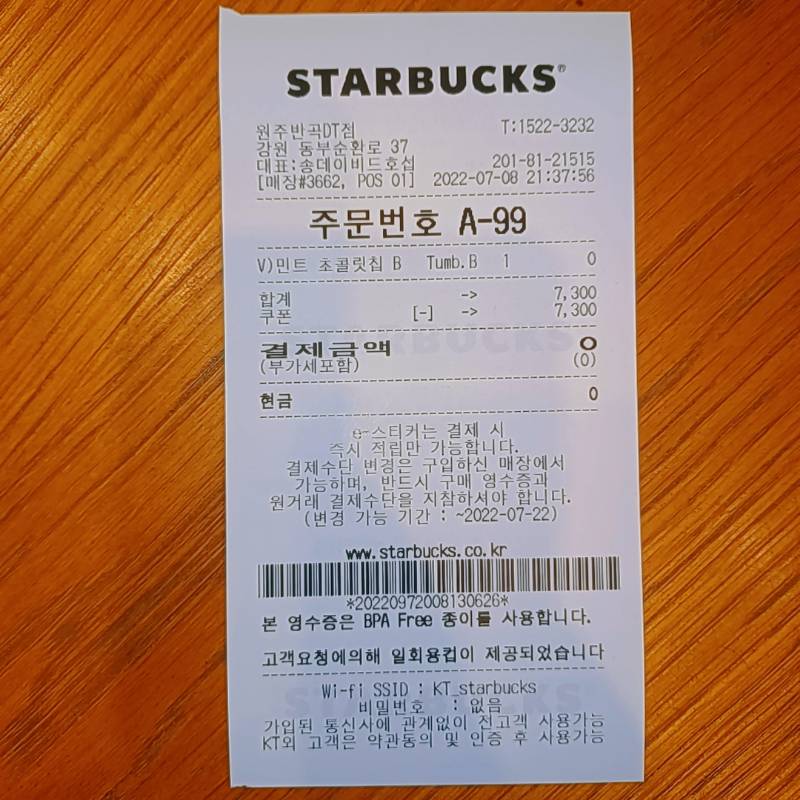 STARBUCKS®
원주반곡DT점 T:1522-3232
강원 동부순환로 37
대표:송데이비드호섭 201-81-21515
[매장#3662, POS 01] 2022-07-08 21:37:56
주문번호 A-99
V)민트 초콜릿칩 B Tumb.B 1 0
합계 -> 7,300
쿠폰 [-] -> 7,300
결제금액 0
(부가세포함) (0)
현금 0
e-스티커는 결제 시
즉시 적립만 가능합니다.
결제수단 변경은 구입하신 매장에서
가능하며, 반드시 구매 영수증과
원거래 결제수단을 지참하셔야 합니다.
(변경 가능 기간 : ~2022-07-22)
www.starbucks.co.kr
*20220972008130626*
본 영수증은 BPA Free 종이를 사용합니다.
고객요청에의해 일회용컵이 제공되었습니다
Wi-fi SSID : KT_starbucks
비밀번호 : 없음
가입된 통신사에 관계없이 전고객 사용가능
KT외 고객은 약관동의 및 인증 후 사용가능